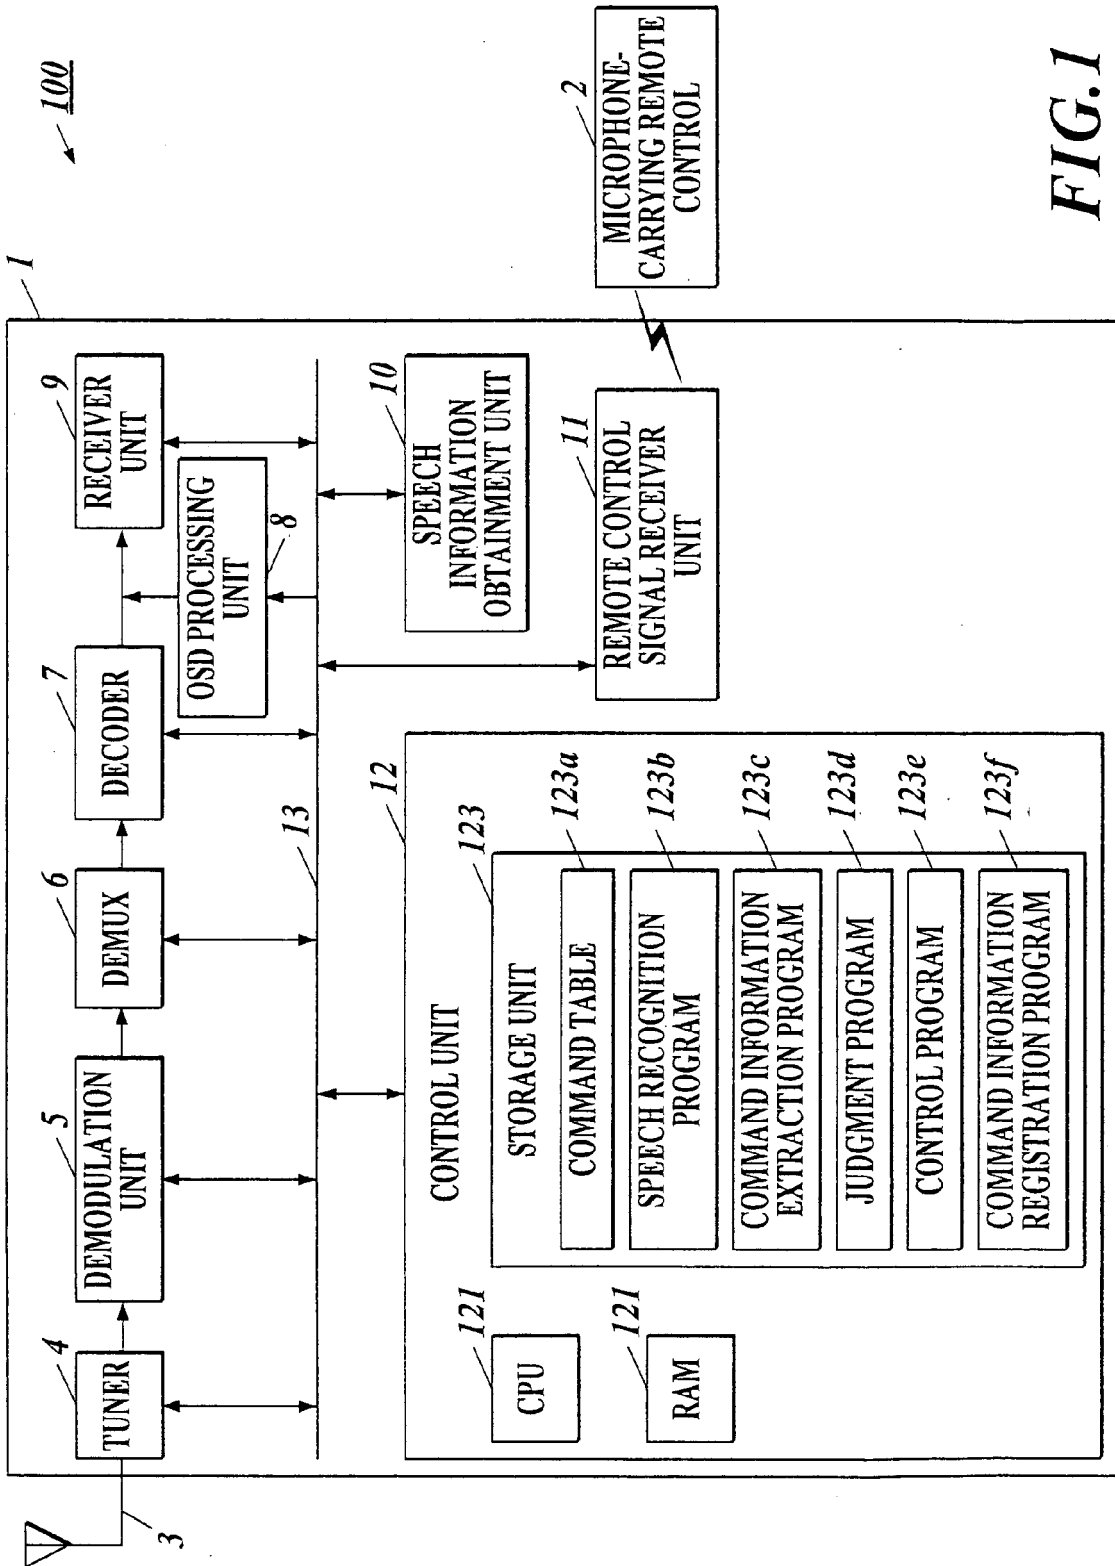 100
1
3
4
TUNER
5
DEMODULATION
UNIT
6
DEMUX
7
DECODER
OSD PROCESSING
UNIT
8
9
RECEIVER
UNIT
13
10
SPEECH
INFORMATION
OBTAINMENT UNIT
11
REMOTE CONTROL
SIGNAL RECEIVER
UNIT
2
MICROPHONE-
CARRYING REMOTE
CONTROL
12
CONTROL UNIT
121
CPU
121
RAM
123
STORAGE UNIT
123a
COMMAND TABLE
123b
SPEECH RECOGNITION
PROGRAM
123c
COMMAND INFORMATION
EXTRACTION PROGRAM
123d
JUDGMENT PROGRAM
123e
CONTROL PROGRAM
123f
COMMAND INFORMATION
REGISTRATION PROGRAM
FIG.1